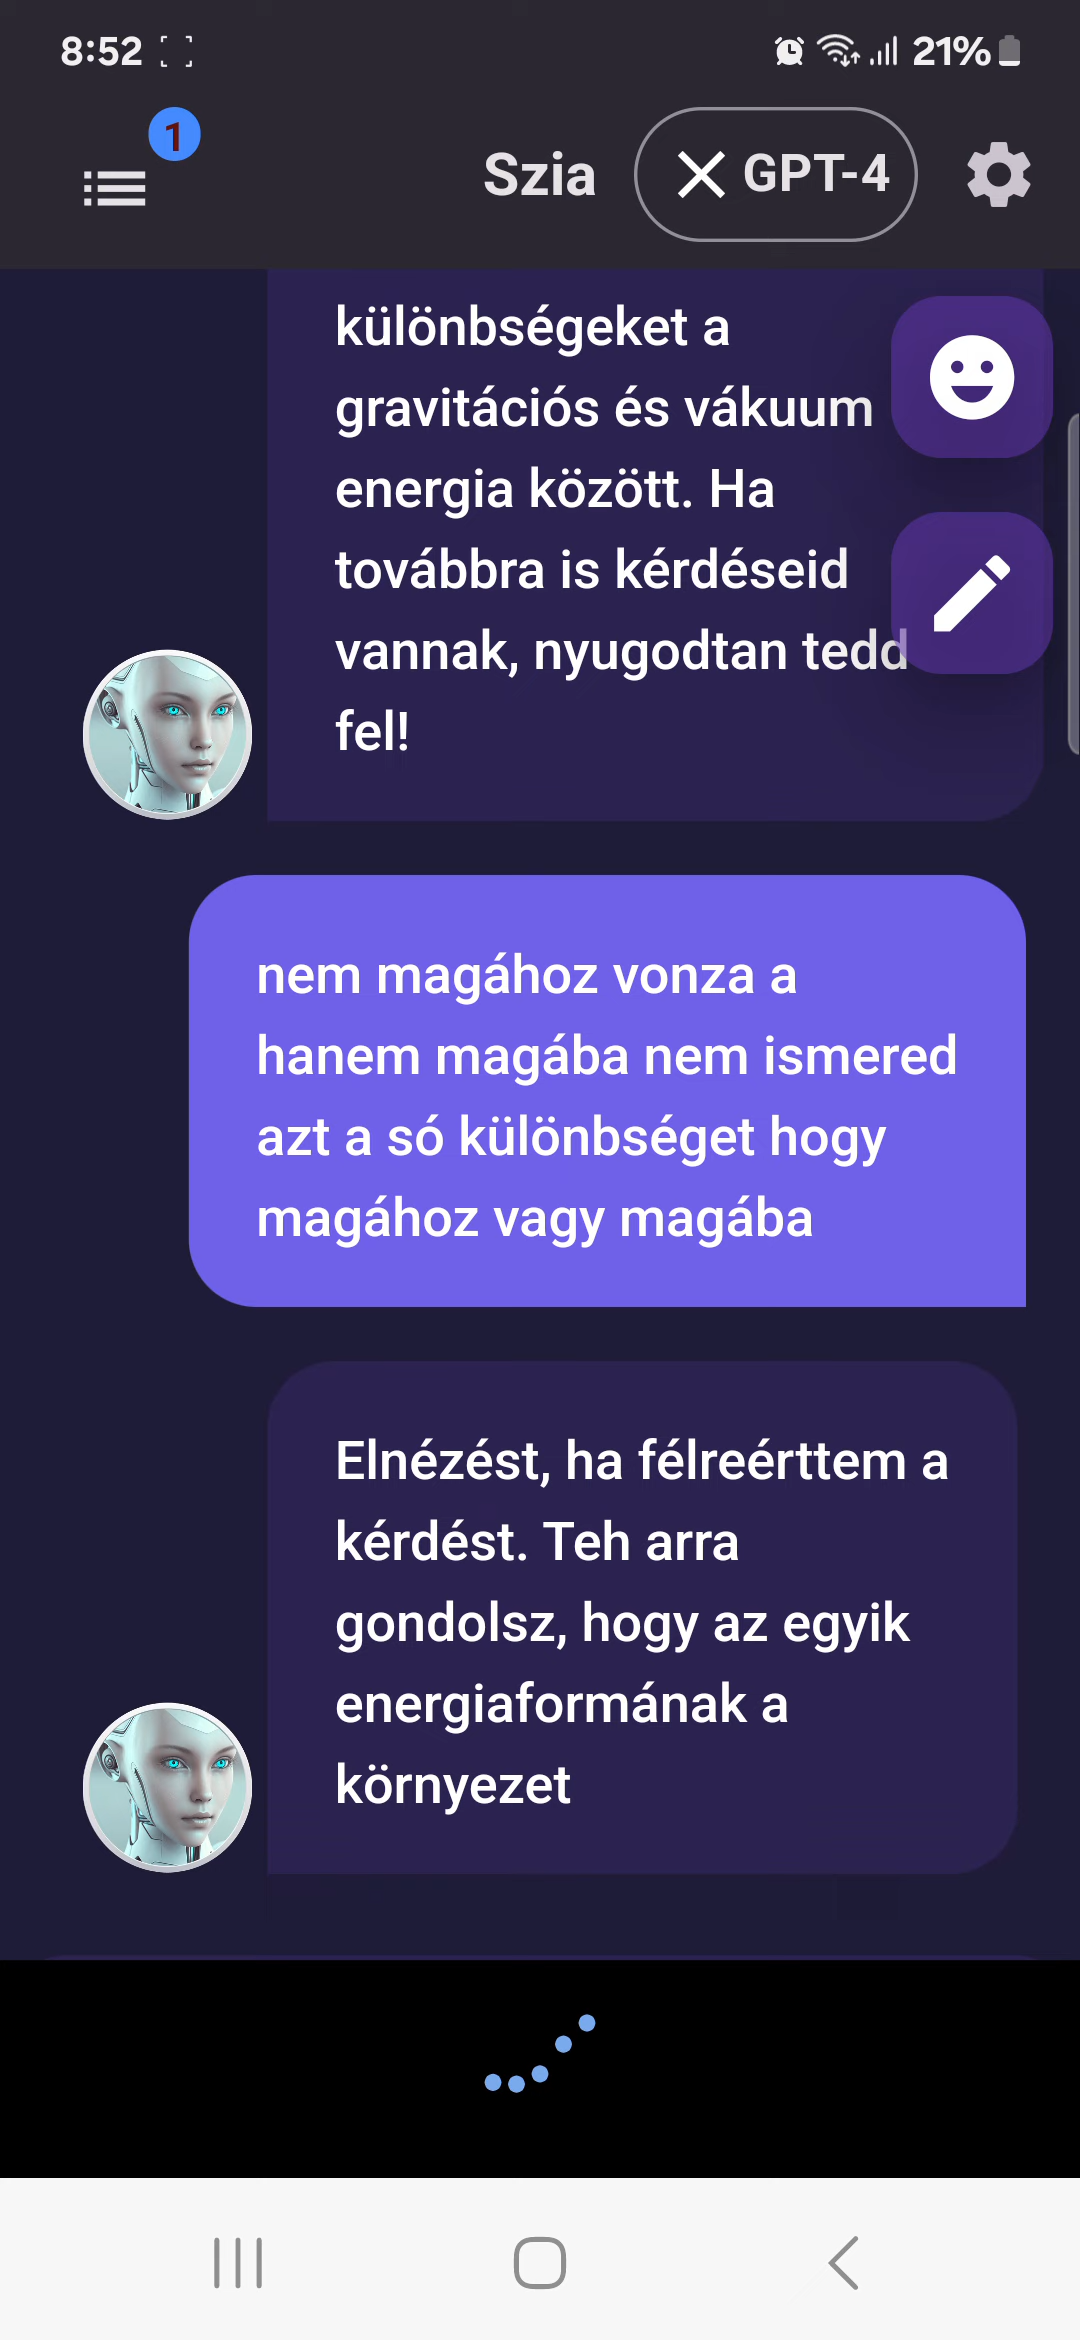 8:52 21%
1
Szia GPT-4
különbségeket a
gravitációs és vákuum
energia között. Ha
továbbra is kérdéseid
vannak, nyugodtan tedd
fel!
nem magához vonza a
hanem magába nem ismered
azt a só különbséget hogy
magához vagy magába
Elnézést, ha félreérttem a
kérdést. Teh arra
gondolsz, hogy az egyik
energiaformának a
környezet